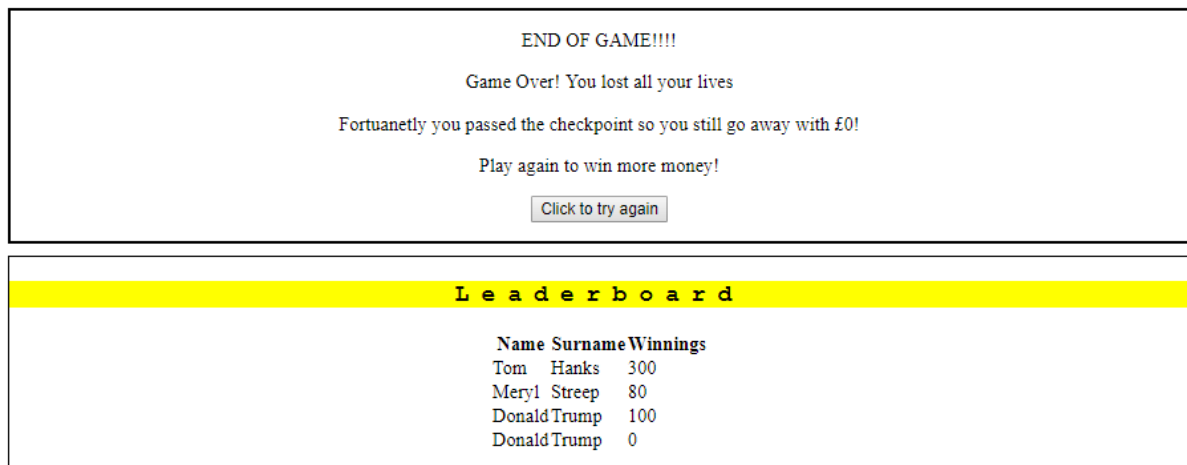 END OF GAME!!!!
Game Over! You lost all your lives
Fortuanetly you passed the checkpoint so you still go away with £0!
Play again to win more money!
Click to try again
Leaderboard
Name Surname Winnings
Tom Hanks 300
Meryl Streep 80
Donald Trump 100
Donald Trump 0